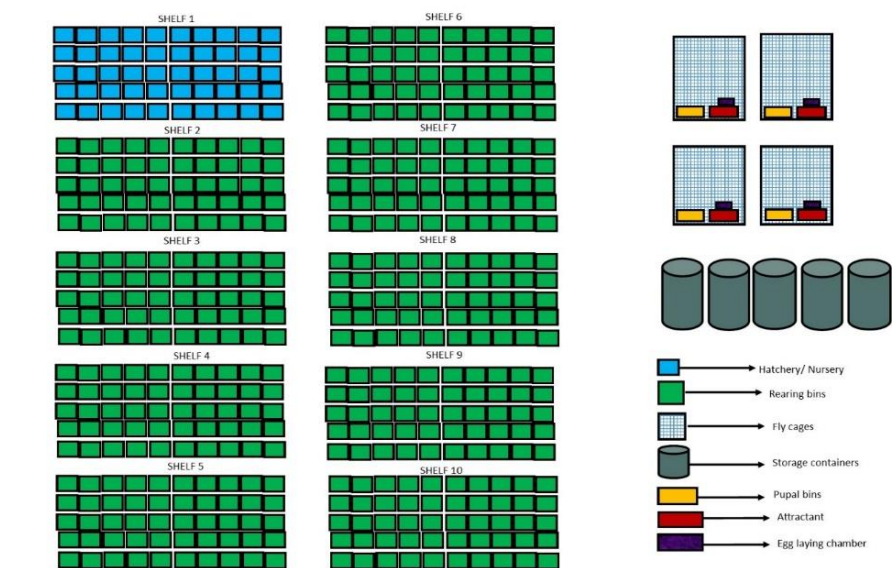 SHELF 1
SHELF 2
SHELF 3
SHELF 4
SHELF 5
SHELF 6
SHELF 7
SHELF 8
SHELF 9
SHELF 10
Hatchery/ Nursery
Rearing bins
Fly cages
Storage containers
Pupal bins
Attractant
Egg laying chamber